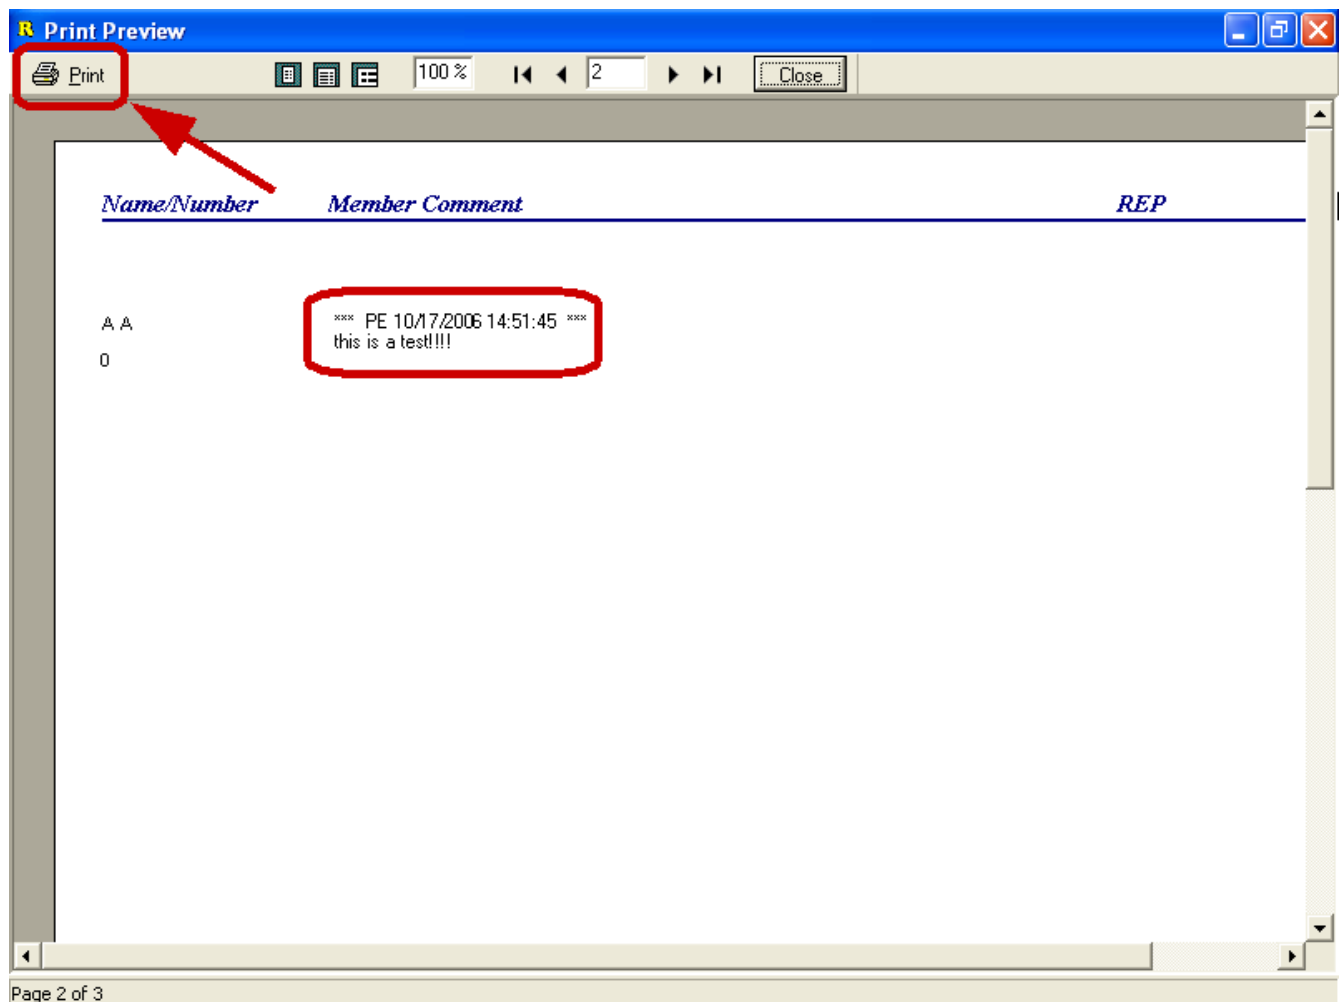 R Print Preview
Print 100 % 2 Close
Name/Number Member Comment REP
A A *** PE 10/17/2006 14:51:45 ***
this is a test!!!!
0
Page 2 of 3